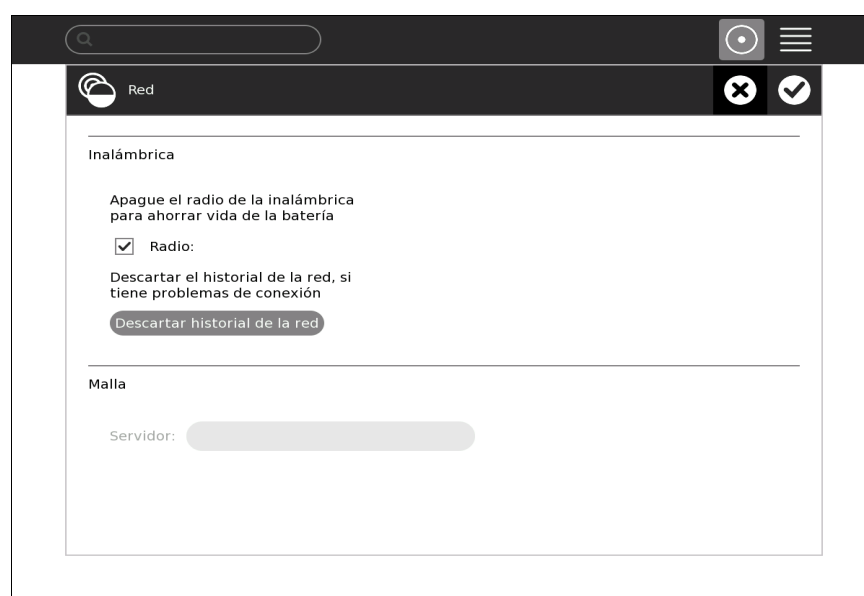 Red
Inalámbrica
Apague el radio de la inalámbrica
para ahorrar vida de la batería
Radio:
Descartar el historial de la red, si
tiene problemas de conexión
Descartar historial de la red
Malla
Servidor: